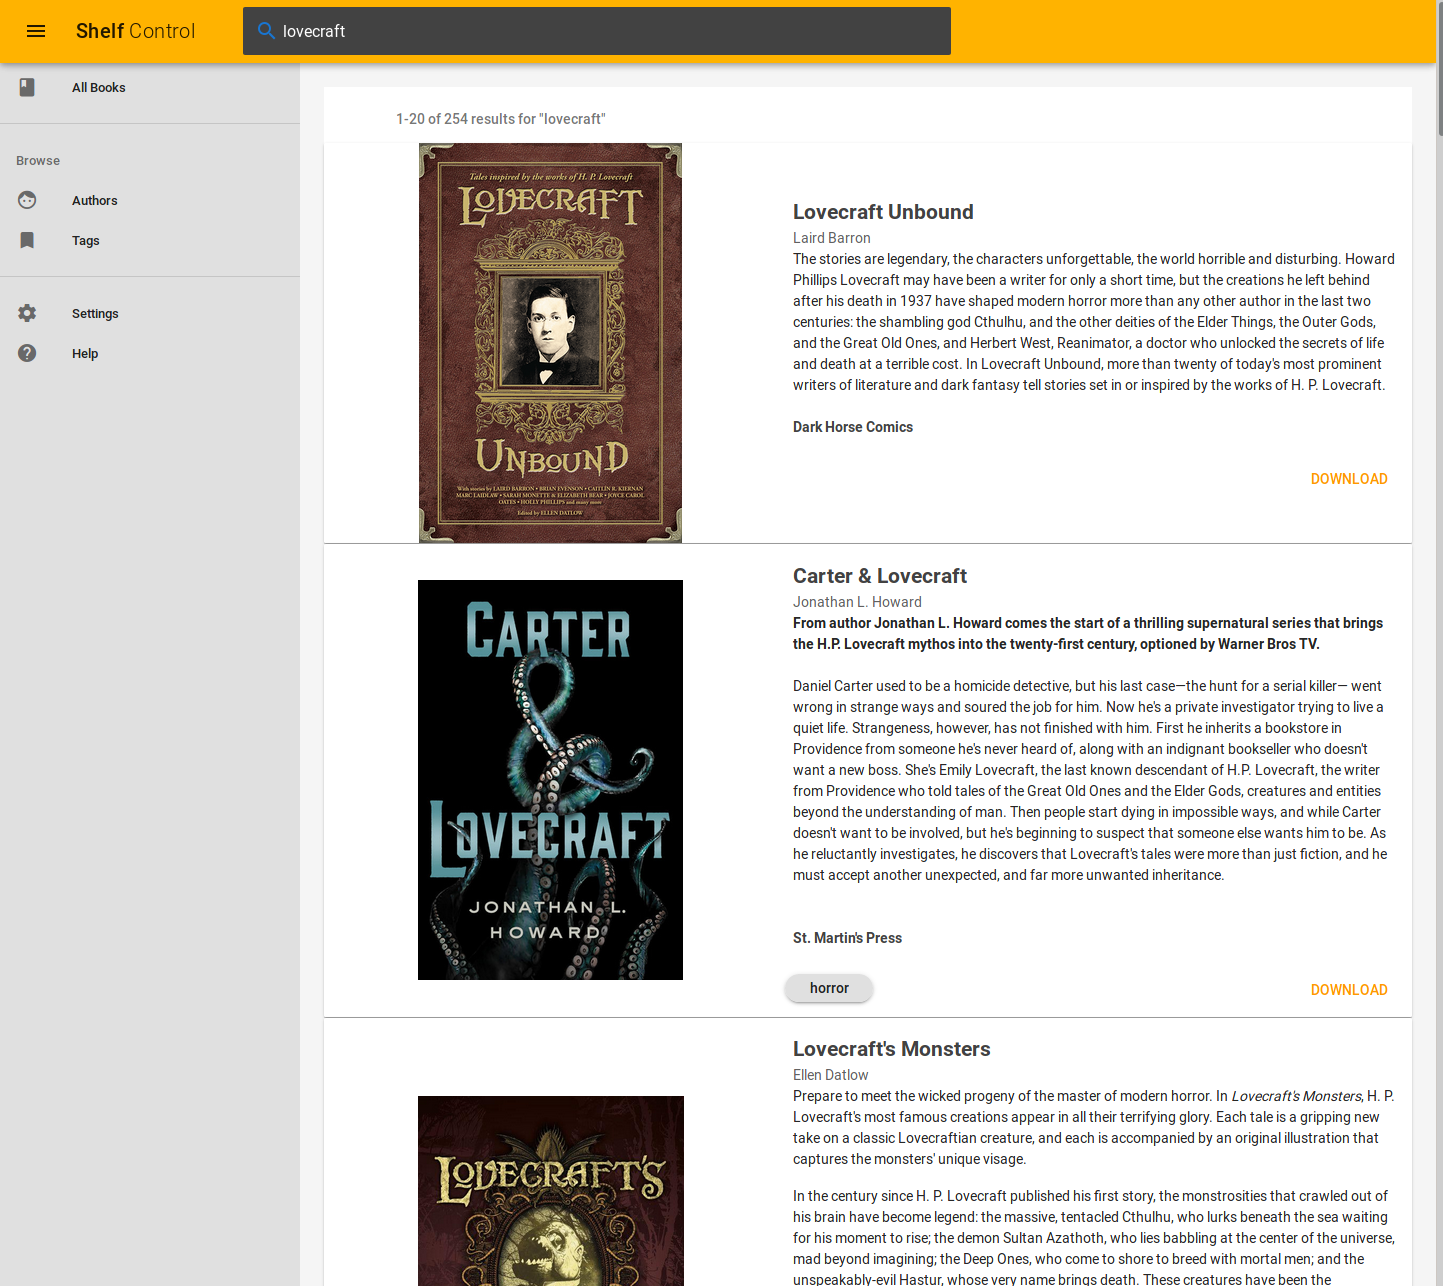 Shelf Control
lovecraft
All Books
Browse
Authors
Tags
Settings
Help
1-20 of 254 results for "lovecraft"
Tales inspired by the works of H. P. Lovecraft
LOVECRAFT
UNBOUND
With stories by LAIRD BARRON • BRIAN EVENSON • CAITLÍN R. KIERNAN
MARC LAIDLAW • SARAH MONETTE & ELIZABETH BEAR • JOYCE CAROL
OATES • HOLLY PHILLIPS and many more
Edited by ELLEN DATLOW
Lovecraft Unbound
Laird Barron
The stories are legendary, the characters unforgettable, the world horrible and disturbing. Howard
Phillips Lovecraft may have been a writer for only a short time, but the creations he left behind
after his death in 1937 have shaped modern horror more than any other author in the last two
centuries: the shambling god Cthulhu, and the other deities of the Elder Things, the Outer Gods,
and the Great Old Ones, and Herbert West, Reanimator, a doctor who unlocked the secrets of life
and death at a terrible cost. In Lovecraft Unbound, more than twenty of today's most prominent
writers of literature and dark fantasy tell stories set in or inspired by the works of H. P. Lovecraft.
Dark Horse Comics
DOWNLOAD
CARTER
LOVECRAFT
JONATHAN L.
HOWARD
Carter & Lovecraft
Jonathan L. Howard
From author Jonathan L. Howard comes the start of a thrilling supernatural series that brings
the H.P. Lovecraft mythos into the twenty-first century, optioned by Warner Bros TV.
Daniel Carter used to be a homicide detective, but his last case—the hunt for a serial killer— went
wrong in strange ways and soured the job for him. Now he's a private investigator trying to live a
quiet life. Strangeness, however, has not finished with him. First he inherits a bookstore in
Providence from someone he's never heard of, along with an indignant bookseller who doesn't
want a new boss. She's Emily Lovecraft, the last known descendant of H.P. Lovecraft, the writer
from Providence who told tales of the Great Old Ones and the Elder Gods, creatures and entities
beyond the understanding of man. Then people start dying in impossible ways, and while Carter
doesn't want to be involved, but he's beginning to suspect that someone else wants him to be. As
he reluctantly investigates, he discovers that Lovecraft's tales were more than just fiction, and he
must accept another unexpected, and far more unwanted inheritance.
St. Martin's Press
horror
DOWNLOAD
LOVECRAFT'S
Lovecraft's Monsters
Ellen Datlow
Prepare to meet the wicked progeny of the master of modern horror. In Lovecraft's Monsters, H. P.
Lovecraft's most famous creations appear in all their terrifying glory. Each tale is a gripping new
take on a classic Lovecraftian creature, and each is accompanied by an original illustration that
captures the monsters' unique visage.
In the century since H. P. Lovecraft published his first story, the monstrosities that crawled out of
his brain have become legend: the massive, tentacled Cthulhu, who lurks beneath the sea waiting
for his moment to rise; the demon Sultan Azathoth, who lies babbling at the center of the universe,
mad beyond imagining; the Deep Ones, who come to shore to breed with mortal men; and the
unspeakably-evil Hastur, whose very name brings death. These creatures have been the